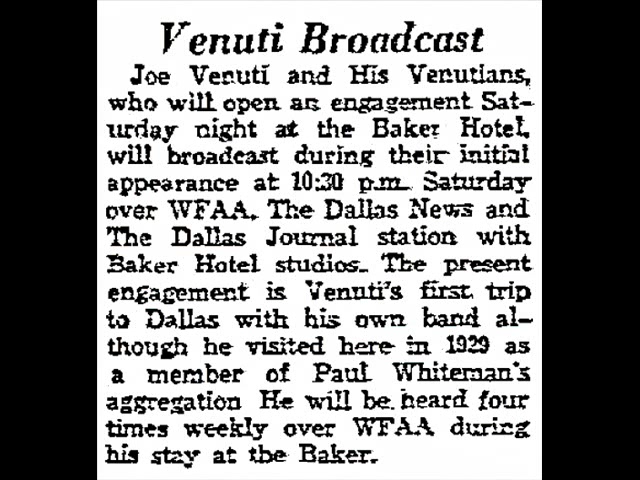 Venuti Broadcast
Joe Venuti and His Venutians,
who will open an engagement Sat-
urday night at the Baker Hotel,
will broadcast during their initial
appearance at 10:30 p.m. Saturday
over WFAA, The Dallas News and
The Dallas Journal station with
Baker Hotel studios. The present
engagement is Venuti's first trip
to Dallas with his own band al-
though he visited here in 1929 as
a member of Paul Whiteman's
aggregation He will be heard four
times weekly over WFAA during
his stay at the Baker.